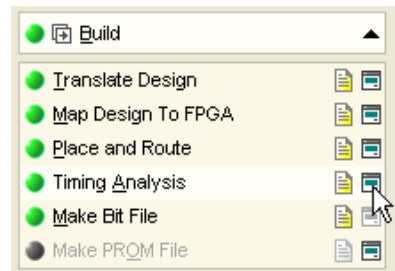 Build
Translate Design
Map Design To FPGA
Place and Route
Timing Analysis
Make Bit File
Make PROM File